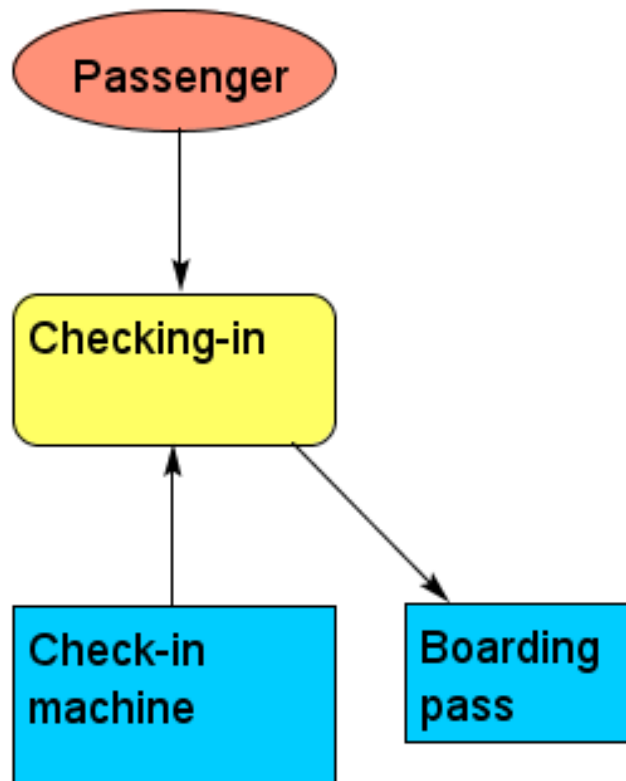 Passenger
Checking-in
Check-in
machine
Boarding
pass